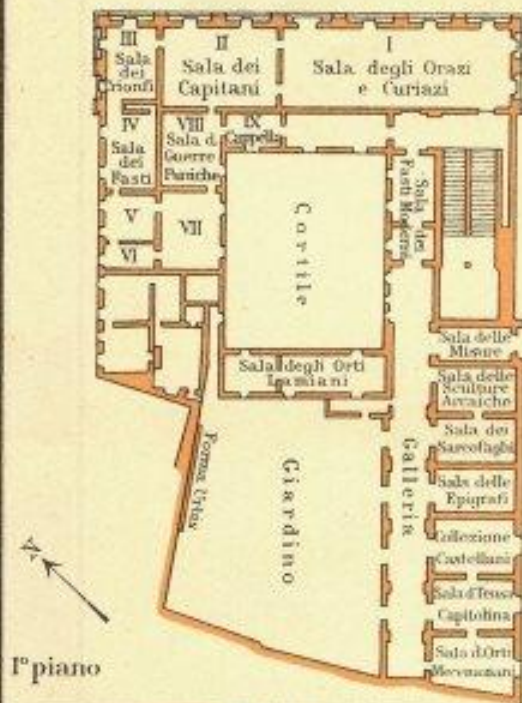 III
Sala
dei
Trionfi
II
Sala dei
Capitani
I
Sala degli Orazi
e Curiazi
IV
Sala
dei
Fasti
VIII
Sala d.
Guerre
Puniche
IX
Cappella
Sala dei
Fasti Moderni
V
VI
VII
Cortile
Sala delle
Misure
Sala degli Orti
Lamiani
Sala delle
Sculture
Arcaiche
Sala dei
Sarcofaghi
Forma Urbis
Giardino
Galleria
Sala delle
Epigrafi
Collezione
Castellani
Sala d.Tensa
Capitolina
Sala d.Orti
Mecenaziani
N
Iº piano